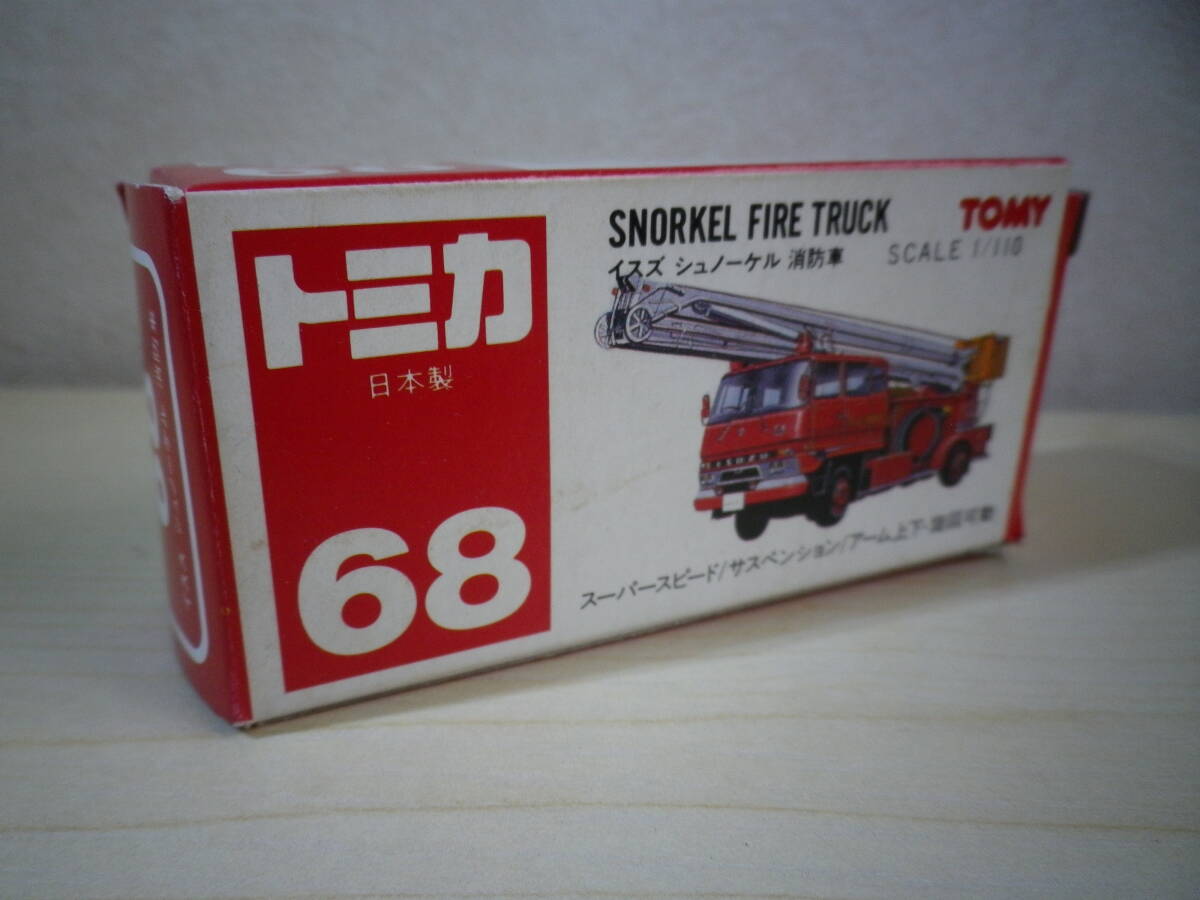 トミカ
日本製
68
SNORKEL FIRE TRUCK
TOMY
イスズ シュノーケル 消防車
SCALE 1/110
ISUZU
スーパースピード/サスペンション/アーム上下・旋回可動